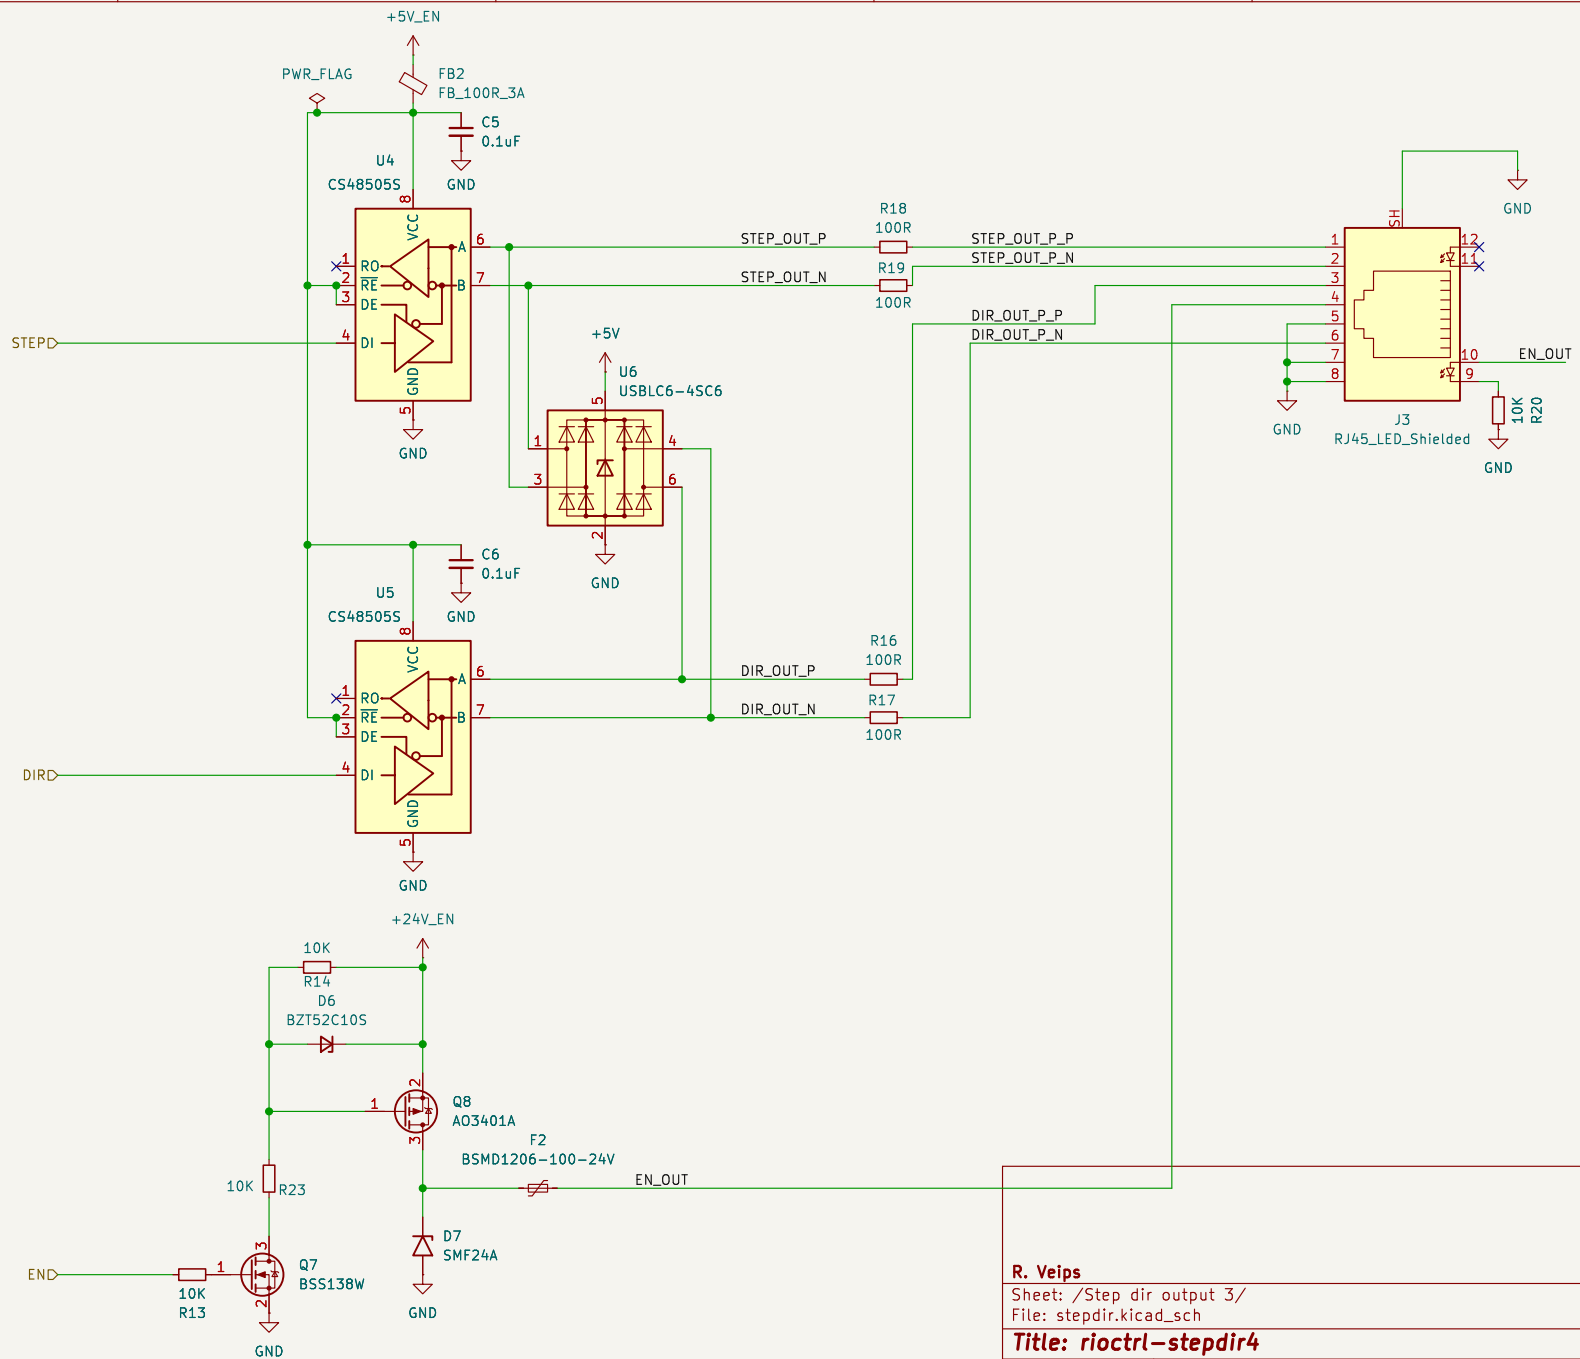 +5V_EN
PWR_FLAG
FB2
FB_100R_3A
C5
0.1uF
GND
U4
CS48505S
8
VCC
1
RO
2
RE
3
DE
4
DI
A
6
B
7
GND
5
GND
STEP
STEP_OUT_P
STEP_OUT_N
R18
100R
R19
100R
STEP_OUT_P_P
STEP_OUT_P_N
DIR_OUT_P_P
DIR_OUT_P_N
GND
SH
1
2
3
4
5
6
7
8
12
11
10
9
EN_OUT
10K
R20
GND
J3
RJ45_LED_Shielded
GND
+5V
U6
USBLC6-4SC6
5
1
3
4
6
2
GND
C6
0.1uF
GND
U5
CS48505S
8
VCC
1
RO
2
RE
3
DE
4
DI
A
6
B
7
GND
5
GND
DIR
DIR_OUT_P
DIR_OUT_N
R16
100R
R17
100R
+24V_EN
10K
R14
D6
BZT52C10S
1
2
3
Q8
AO3401A
F2
BSMD1206-100-24V
EN_OUT
10K
R23
D7
SMF24A
GND
EN
10K
R13
1
3
2
Q7
BSS138W
GND
R. Veips
Sheet: /Step dir output 3/
File: stepdir.kicad_sch
Title: rioctrl-stepdir4